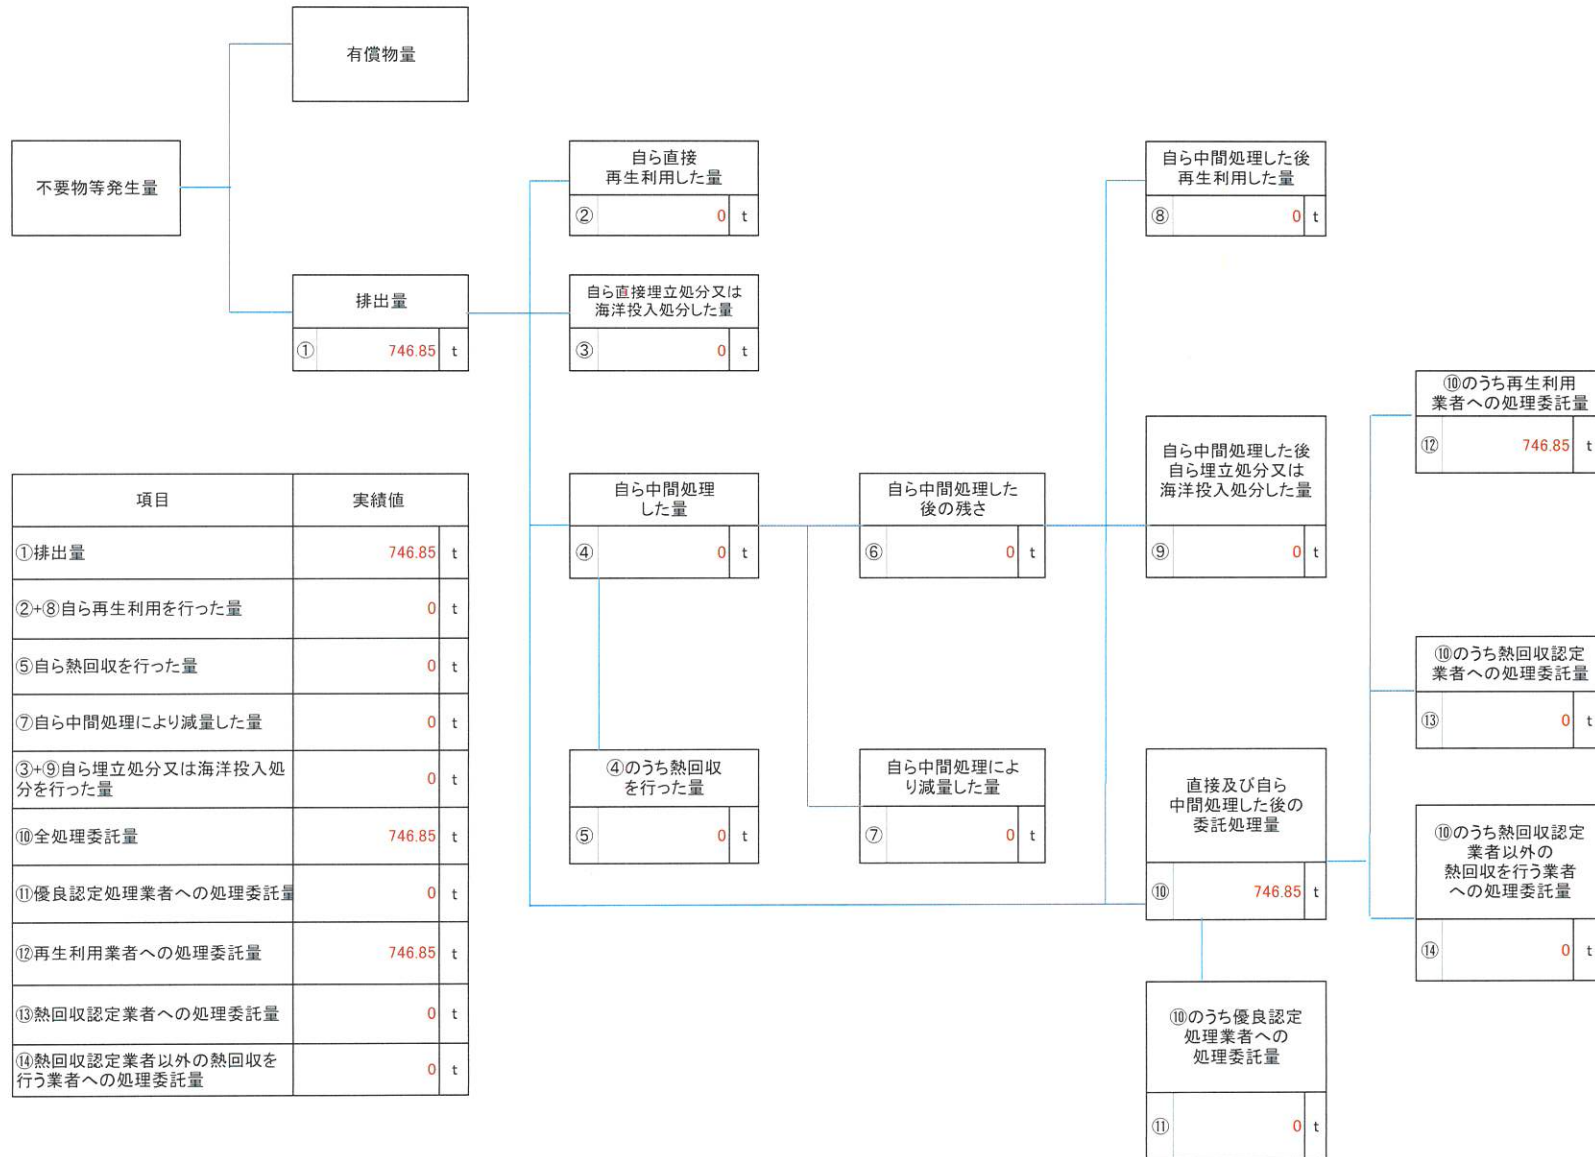 有償物量
不要物等発生量
排出量
① 746.85 t
自ら直接
再生利用した量
② 0 t
自ら直接埋立処分又は
海洋投入処分した量
③ 0 t
自ら中間処理
した量
④ 0 t
④のうち熱回収
を行った量
⑤ 0 t
自ら中間処理した
後の残さ
⑥ 0 t
自ら中間処理によ
り減量した量
⑦ 0 t
自ら中間処理した後
再生利用した量
⑧ 0 t
自ら中間処理した後
自ら埋立処分又は
海洋投入処分した量
⑨ 0 t
直接及び自ら
中間処理した後の
委託処理量
⑩ 746.85 t
⑩のうち優良認定
処理業者への
処理委託量
⑪ 0 t
⑩のうち再生利用
業者への処理委託量
⑫ 746.85 t
⑩のうち熱回収認定
業者への処理委託量
⑬ 0 t
⑩のうち熱回収認定
業者以外の
熱回収を行う業者
への処理委託量
⑭ 0 t
項目 実績値
①排出量 746.85 t
②+⑧自ら再生利用を行った量 0 t
⑤自ら熱回収を行った量 0 t
⑦自ら中間処理により減量した量 0 t
③+⑨自ら埋立処分又は海洋投入処
分を行った量 0 t
⑩全処理委託量 746.85 t
⑪優良認定処理業者への処理委託量 0 t
⑫再生利用業者への処理委託量 746.85 t
⑬熱回収認定業者への処理委託量 0 t
⑭熱回収認定業者以外の熱回収を
行う業者への処理委託量 0 t